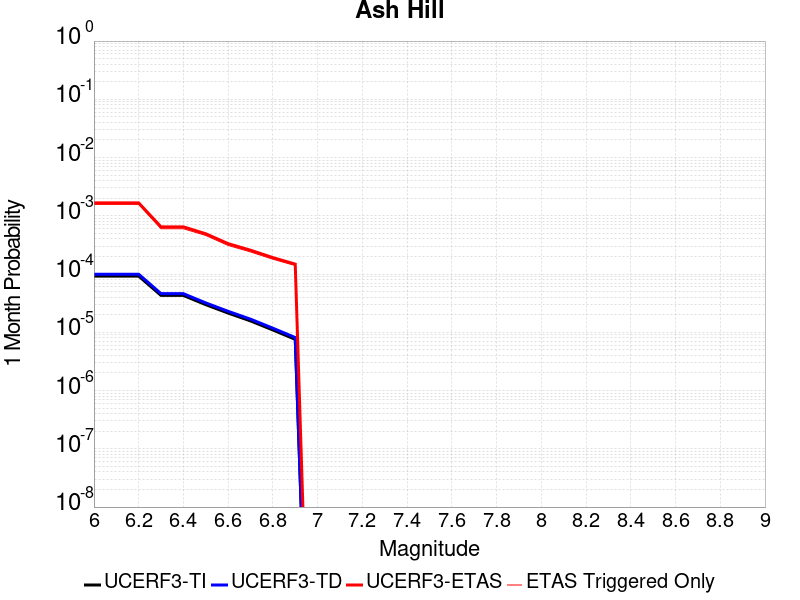 Ash Hill
10^0
10^-1
10^-2
10^-3
10^-4
10^-5
10^-6
10^-7
10^-8
1 Month Probability
6 6.2 6.4 6.6 6.8 7 7.2 7.4 7.6 7.8 8 8.2 8.4 8.6 8.8 9
Magnitude
UCERF3-TI UCERF3-TD UCERF3-ETAS ETAS Triggered Only